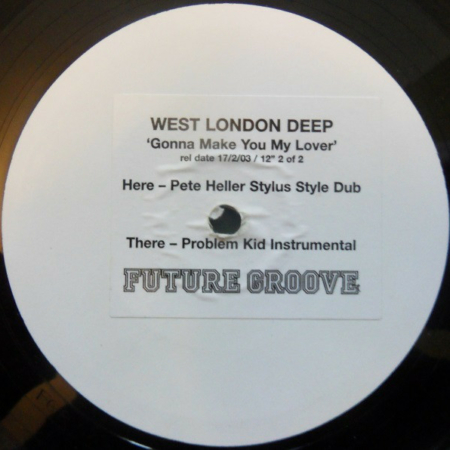 WEST LONDON DEEP
‘Gonna Make You My Lover’
rel date 17/2/03 / 12" 2 of 2
Here – Pete Heller Stylus Style Dub
There – Problem Kid Instrumental
FUTURE GROOVE